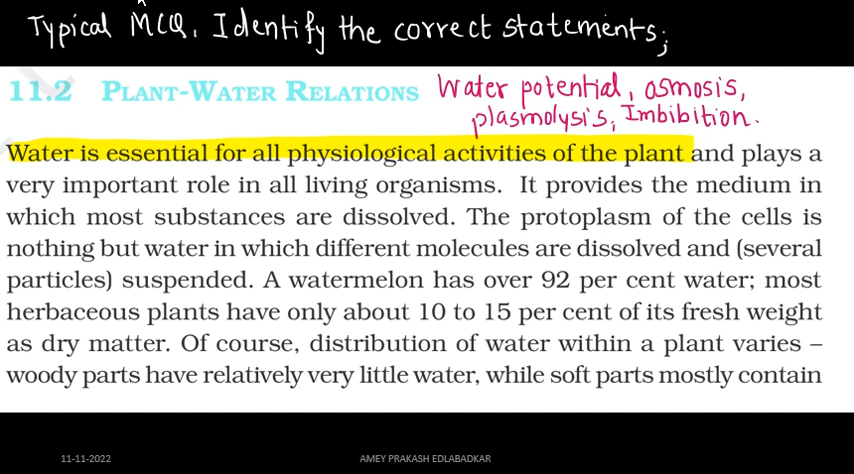 Typical MCQ. Identify the correct statements;
11.2 PLANT-WATER RELATIONS Water potential, osmosis,
plasmolysis, Imbibition.
Water is essential for all physiological activities of the plant and plays a
very important role in all living organisms. It provides the medium in
which most substances are dissolved. The protoplasm of the cells is
nothing but water in which different molecules are dissolved and (several
particles) suspended. A watermelon has over 92 per cent water; most
herbaceous plants have only about 10 to 15 per cent of its fresh weight
as dry matter. Of course, distribution of water within a plant varies –
woody parts have relatively very little water, while soft parts mostly contain
11-11-2022 AMEY PRAKASH EDLABADKAR